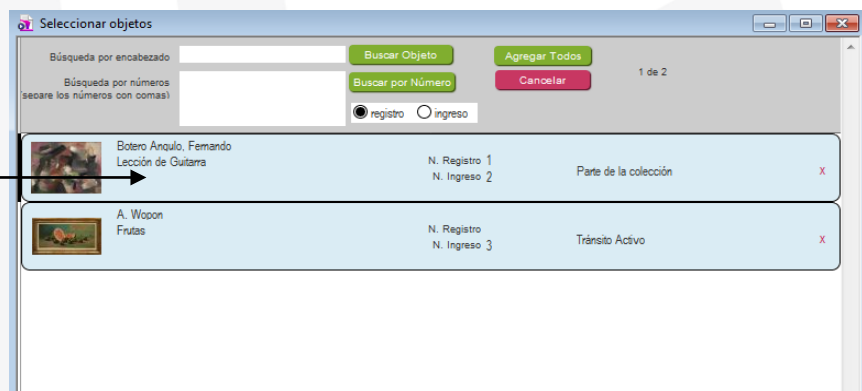 Seleccionar objetos
Búsqueda por encabezado
Buscar Objeto
Agregar Todos
Búsqueda por números
(separe los números con comas)
Buscar por Número
Cancelar
1 de 2
registro ingreso
Botero Angulo, Fernando
Lección de Guitarra
N. Registro 1
N. Ingreso 2
Parte de la colección
X
A. Wopon
Frutas
N. Registro
N. Ingreso 3
Trànsito Activo
X